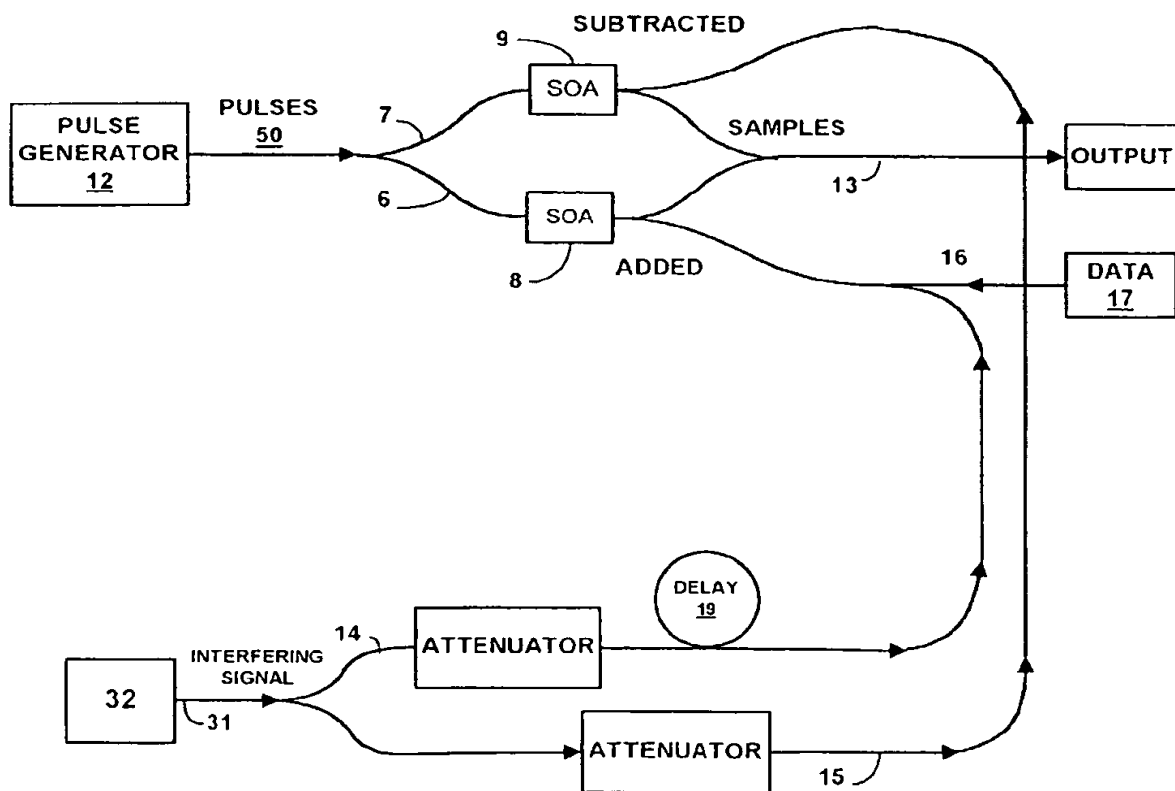 SUBTRACTED
9
SOA
PULSE
GENERATOR
12
PULSES
50
7
SAMPLES
OUTPUT
13
6
SOA
8
ADDED
16
DATA
17
DELAY
19
14
ATTENUATOR
INTERFERING
SIGNAL
32
31
ATTENUATOR
15